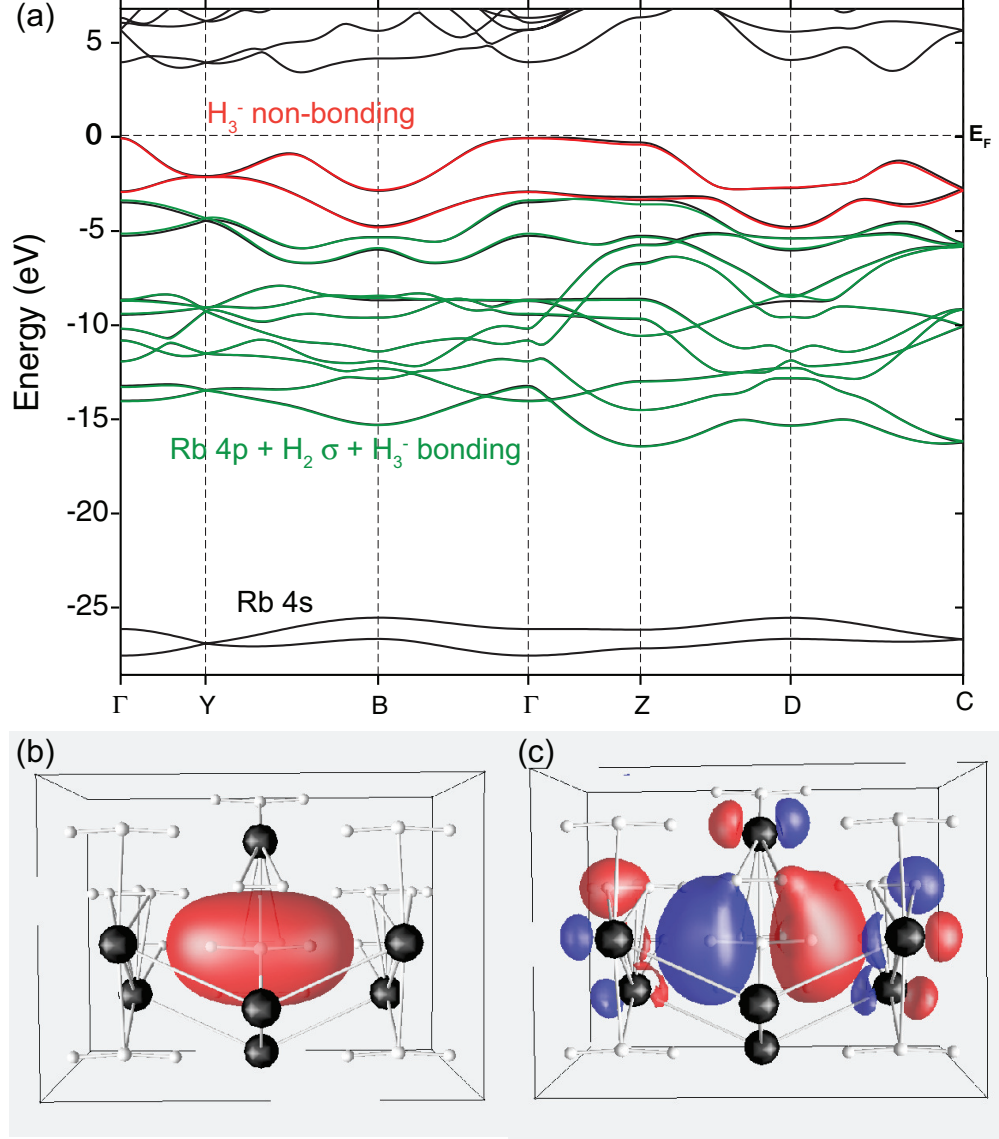 (a)
5
H₃⁻ non-bonding
0
E_F
-5
Energy (eV)
-10
-15
Rb 4p + H₂ σ + H₃⁻ bonding
-20
Rb 4s
-25
Γ Y B Γ Z D C
(b) (c)